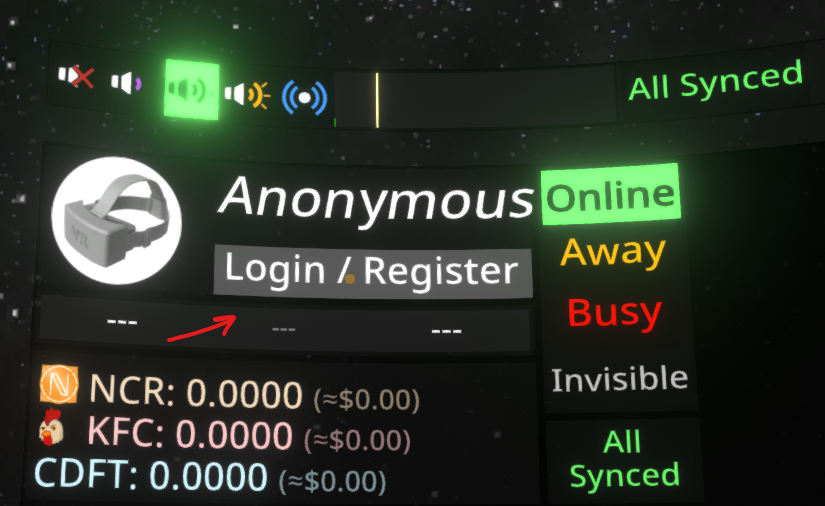 All Synced
VR
Anonymous
Online
Login / Register
Away
Busy
--- --- ---
Invisible
N NCR: 0.0000 (≈$0.00)
KFC: 0.0000 (≈$0.00)
CDFT: 0.0000 (≈$0.00)
All
Synced